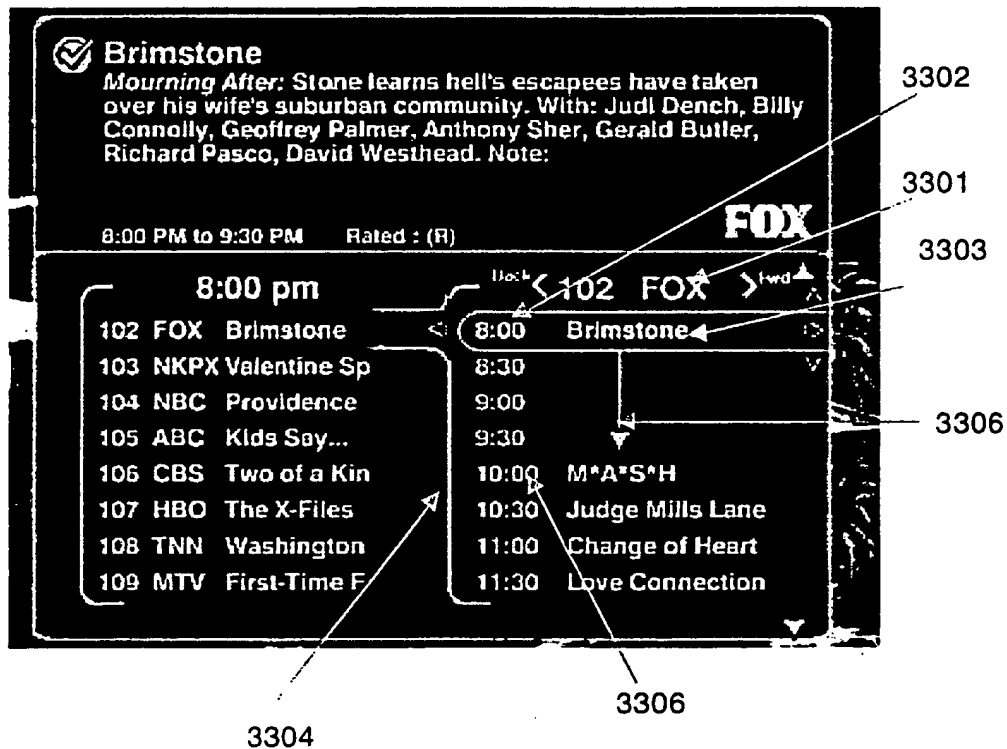 Brimstone
Mourning After: Stone learns hell's escapees have taken
over his wife's suburban community. With: Judi Dench, Billy
Connolly, Geoffrey Palmer, Anthony Sher, Gerald Butler,
Richard Pasco, David Westhead. Note:
8:00 PM to 9:30 PM Rated : (R)
FOX
8:00 pm
102 FOX Brimstone
103 NKPX Valentine Sp
104 NBC Providence
105 ABC Kids Say...
106 CBS Two of a Kin
107 HBO The X-Files
108 TNN Washington
109 MTV First-Time F
Back < 102 FOX > Fwd
8:00 Brimstone
8:30
9:00
9:30
10:00 M*A*S*H
10:30 Judge Mills Lane
11:00 Change of Heart
11:30 Love Connection
3302
3301
3303
3306
3306
3304